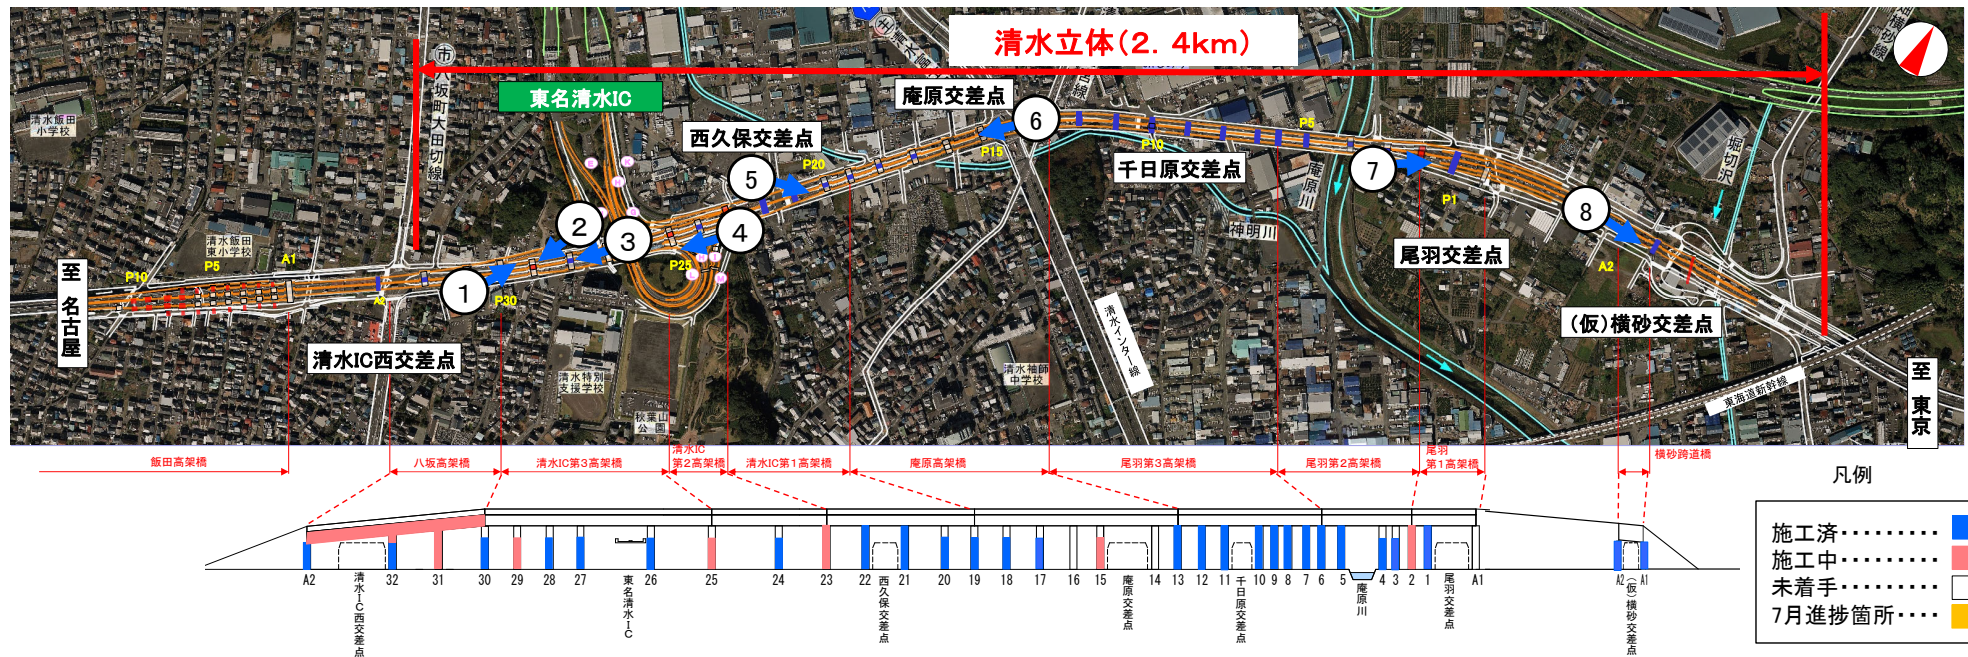 清水立体(2. 4km)
市 八坂町大田切線
東名清水IC
庵原交差点
西久保交差点
千日原交差点
尾羽交差点
(仮)横砂交差点
清水IC西交差点
清水飯田
小学校
清水飯田
東小学校
清水特別
支援学校
秋葉山
公園
清水袖師
中学校
清水インター線
庵原川
神明川
堀切沢
東海道新幹線
至 名古屋
至 東京
P10
P5
A1
A2
P30
P25
P20
P15
P10
P5
P1
A2
1
2
3
4
5
6
7
8
E
K
H
L
M
飯田高架橋
八坂高架橋
清水IC第3高架橋
清水IC
第2高架橋
清水IC第1高架橋
庵原高架橋
尾羽第3高架橋
尾羽第2高架橋
尾羽
第1高架橋
横砂跨道橋
A2 32 31 30 29 28 27 26 25 24 23 22 21 20 19 18 17 16 15 14 13 12 11 10 9 8 7 6 5 4 3 2 1 A1 A2 A1
清水IC西交差点
東名清水IC
西久保交差点
庵原交差点
千日原交差点
庵原川
尾羽交差点
(仮)横砂交差点
凡例
施工済‥‥‥‥‥
施工中‥‥‥‥‥
未着手‥‥‥‥‥
7月進捗箇所‥‥